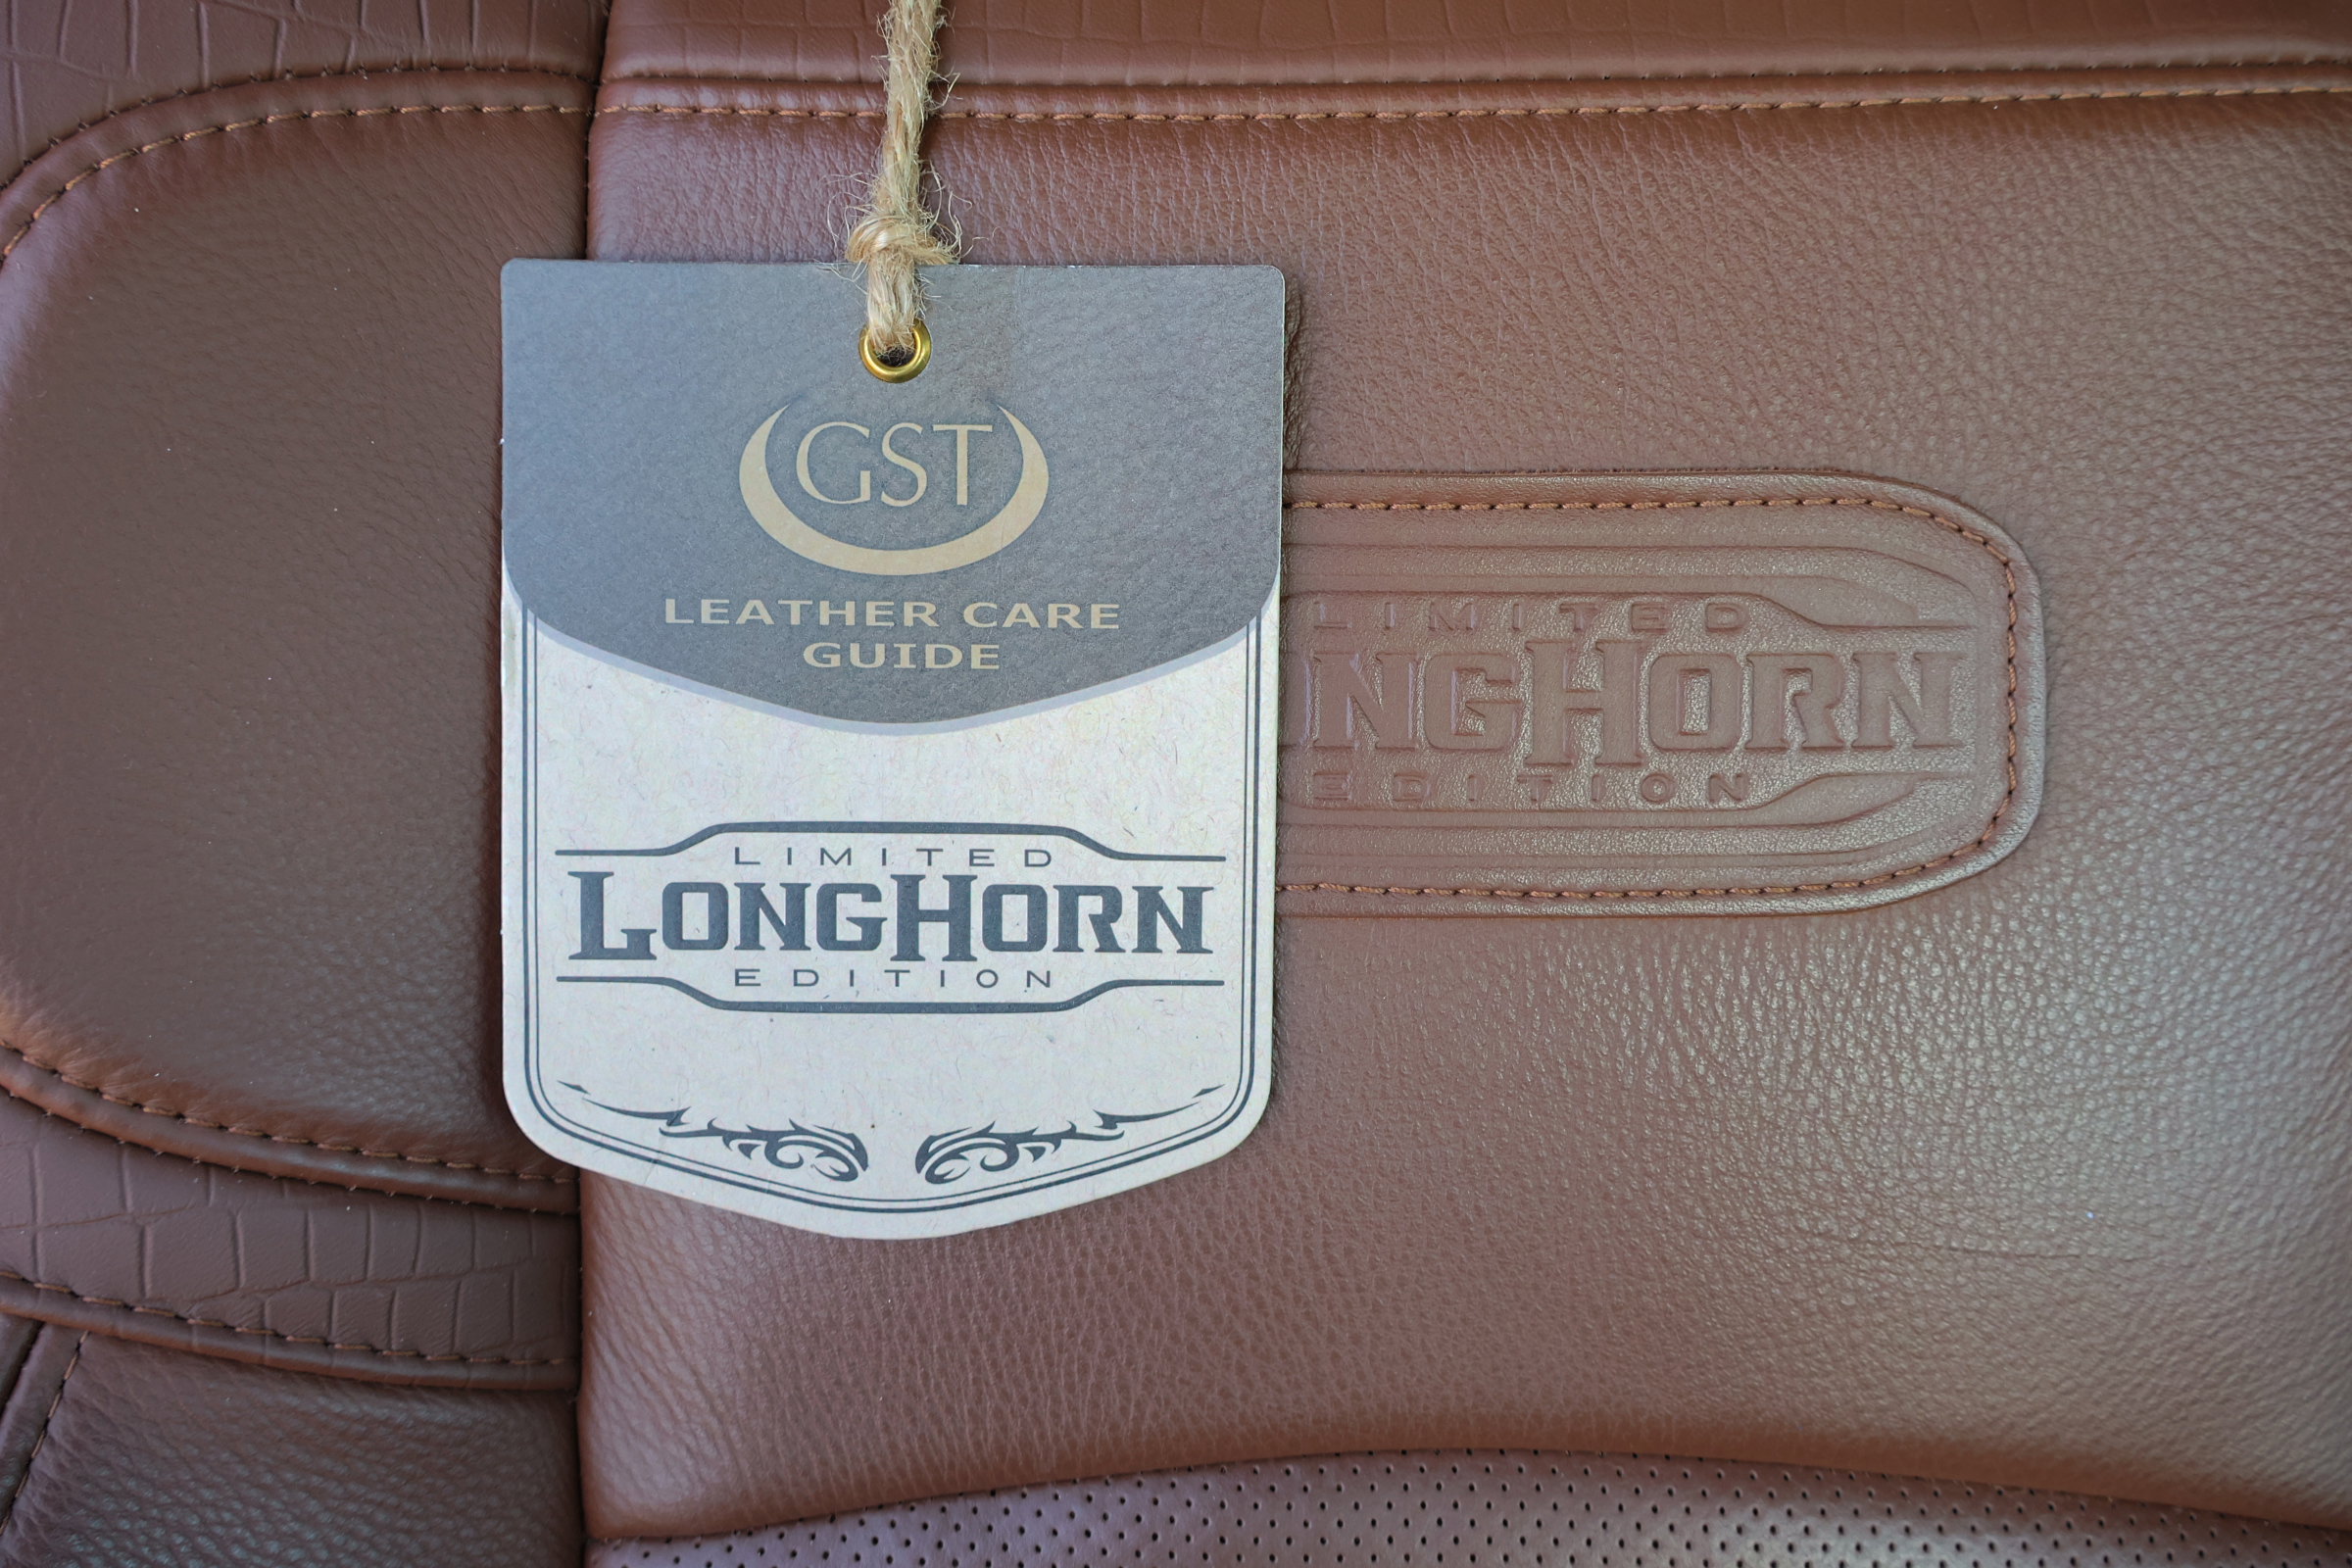 GST
LEATHER CARE
GUIDE
LIMITED
LONGHORN
EDITION
LIMITED
NGHORN
EDITION